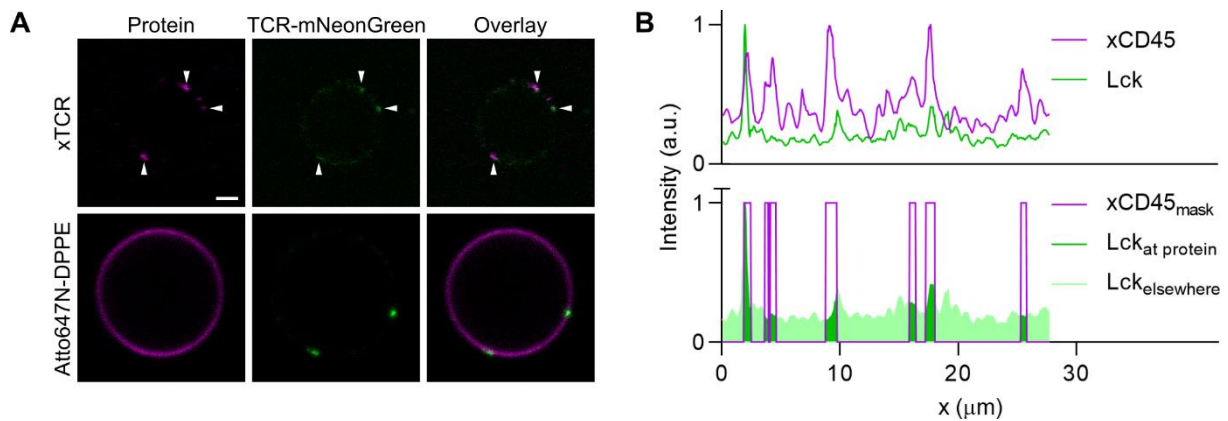 A
Protein
TCR-mNeonGreen
Overlay
xTCR
Atto647N-DPPE
B
Intensity (a.u.)
1
0
xCD45
Lck
1
0
xCD45mask
Lckat protein
Lckelsewhere
0
10
20
30
x (μm)